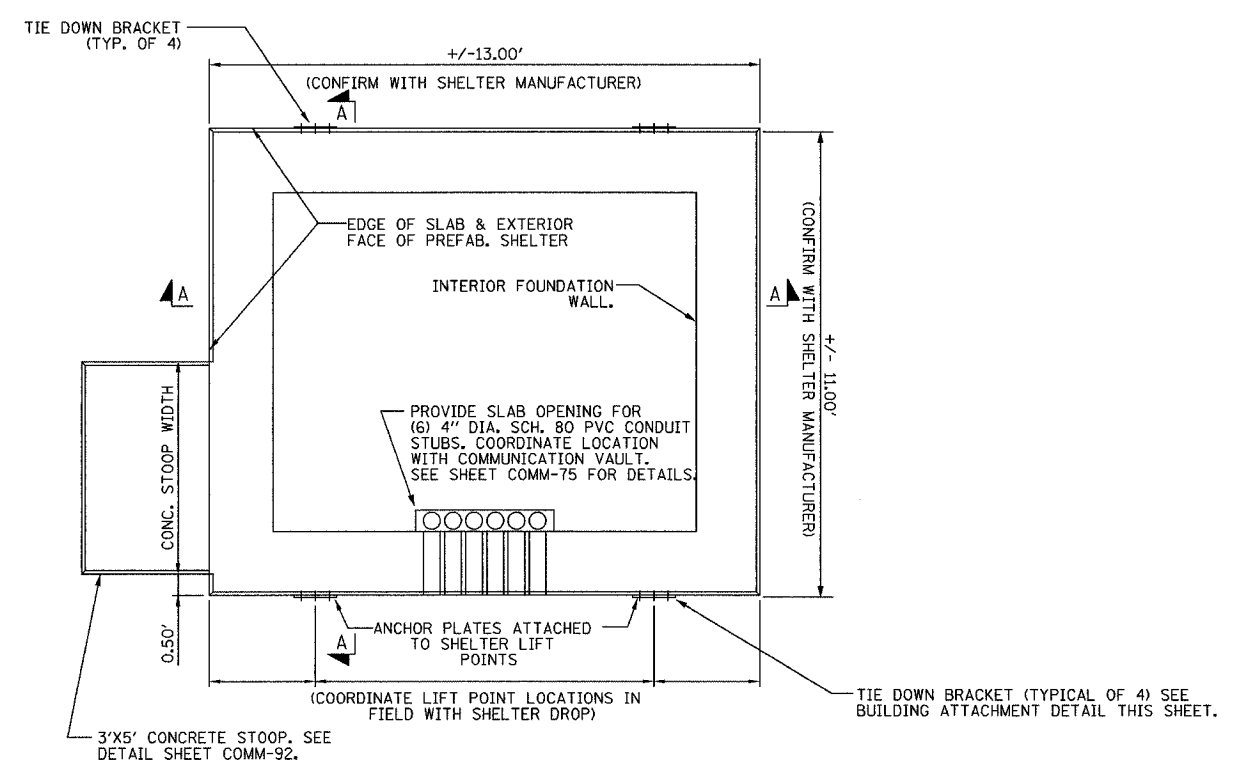 TIE DOWN BRACKET
(TYP. OF 4)
+/-13.00'
(CONFIRM WITH SHELTER MANUFACTURER)
A
EDGE OF SLAB & EXTERIOR
FACE OF PREFAB. SHELTER
INTERIOR FOUNDATION
WALL.
A
A
(CONFIRM WITH SHELTER MANUFACTURER)
+/- 11.00'
CONC. STOOP WIDTH
PROVIDE SLAB OPENING FOR
(6) 4" DIA. SCH. 80 PVC CONDUIT
STUBS. COORDINATE LOCATION
WITH COMMUNICATION VAULT.
SEE SHEET COMM-75 FOR DETAILS.
0.50'
ANCHOR PLATES ATTACHED
TO SHELTER LIFT
POINTS
A
(COORDINATE LIFT POINT LOCATIONS IN
FIELD WITH SHELTER DROP)
TIE DOWN BRACKET (TYPICAL OF 4) SEE
BUILDING ATTACHMENT DETAIL THIS SHEET.
3'X5' CONCRETE STOOP. SEE
DETAIL SHEET COMM-92.